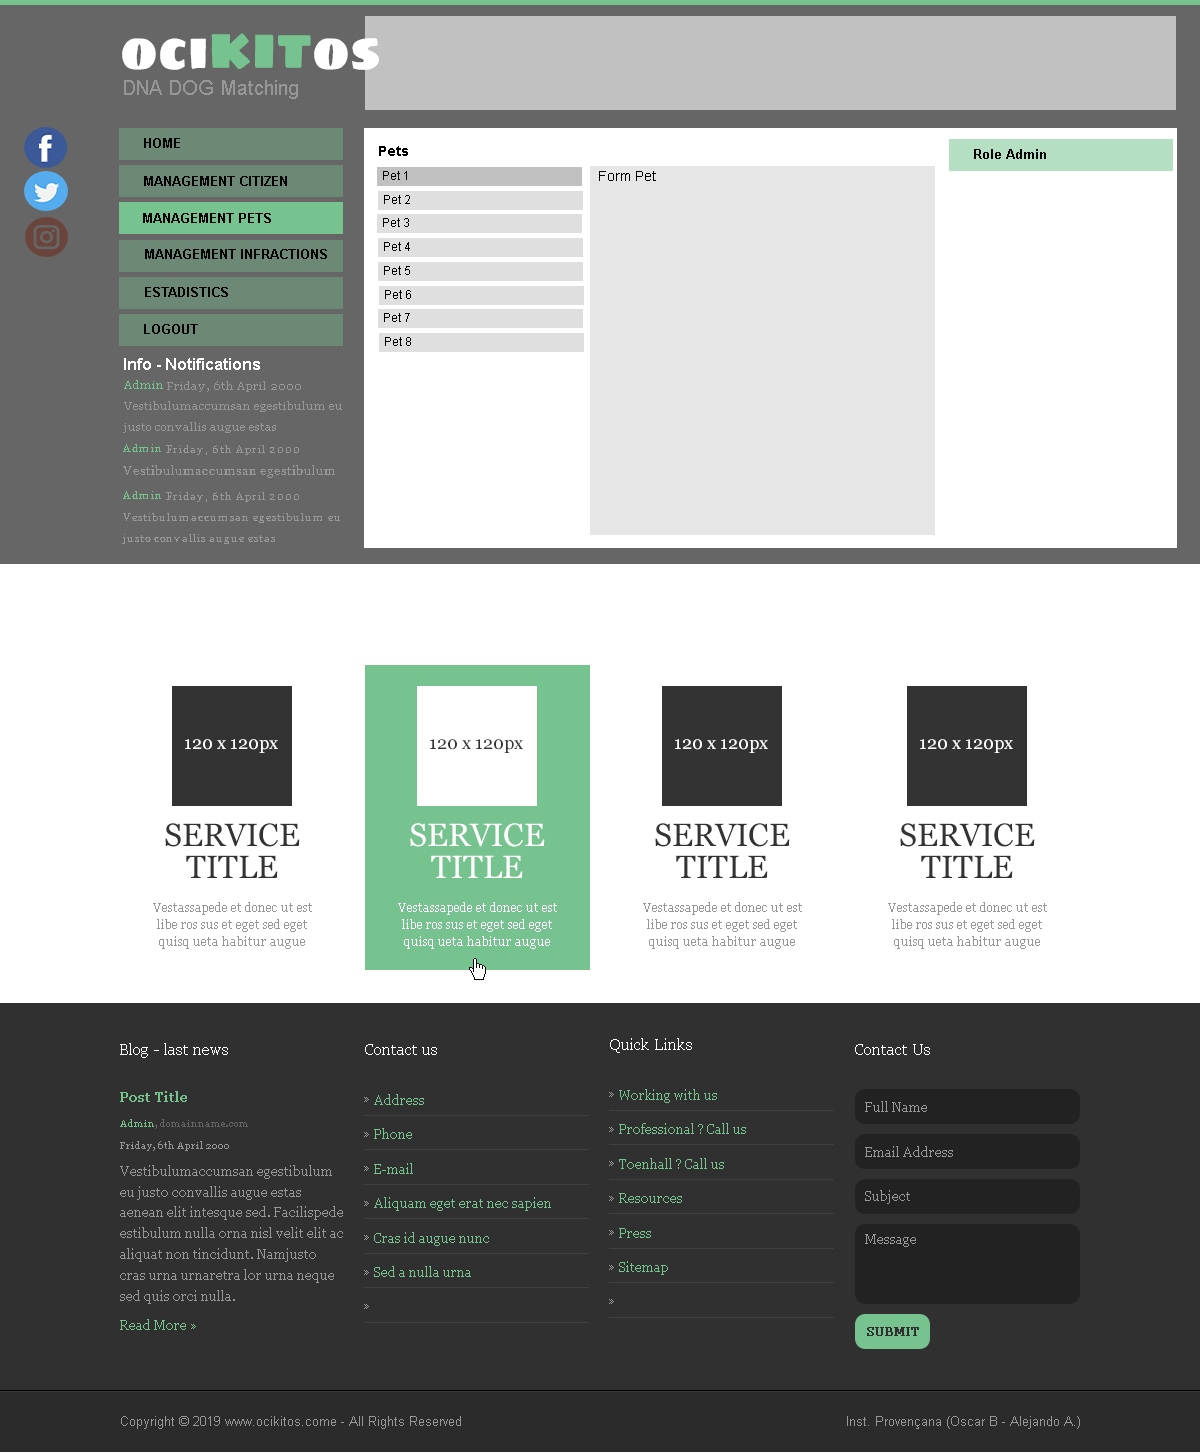 OCIKITOS
DNA DOG Matching
HOME
MANAGEMENT CITIZEN
MANAGEMENT PETS
MANAGEMENT INFRACTIONS
ESTADISTICS
LOGOUT
Info - Notifications
Admin Friday, 6th April 2000
Vestibulumaccumsan egestibulum eu
justo convallis augue estas
Admin Friday, 6th April 2000
Vestibulumaccumsan egestibulum
Admin Friday, 6th April 2000
Vestibulumaccumsan egestibulum eu
justo convallis augue estas
Pets
Pet 1
Pet 2
Pet 3
Pet 4
Pet 5
Pet 6
Pet 7
Pet 8
Form Pet
Role Admin
120 x 120px
SERVICE
TITLE
Vestassapede et donec ut est
libe ros sus et eget sed eget
quisq ueta habitur augue
120 x 120px
SERVICE
TITLE
Vestassapede et donec ut est
libe ros sus et eget sed eget
quisq ueta habitur augue
120 x 120px
SERVICE
TITLE
Vestassapede et donec ut est
libe ros sus et eget sed eget
quisq ueta habitur augue
120 x 120px
SERVICE
TITLE
Vestassapede et donec ut est
libe ros sus et eget sed eget
quisq ueta habitur augue
Blog - last news
Post Title
Admin, domainname.com
Friday, 6th April 2000
Vestibulumaccumsan egestibulum
eu justo convallis augue estas
aenean elit intesque sed. Facilispede
estibulum nulla orna nisl velit elit ac
aliquat non tincidunt. Namjusto
cras urna urnaretra lor urna neque
sed quis orci nulla.
Read More »
Contact us
» Address
» Phone
» E-mail
» Aliquam eget erat nec sapien
» Cras id augue nunc
» Sed a nulla urna
»
Quick Links
» Working with us
» Professional ? Call us
» Toenhall ? Call us
» Resources
» Press
» Sitemap
»
Contact Us
Full Name
Email Address
Subject
Message
SUBMIT
Copyright © 2019 www.ocikitos.come - All Rights Reserved
Inst. Provençana (Oscar B - Alejando A.)